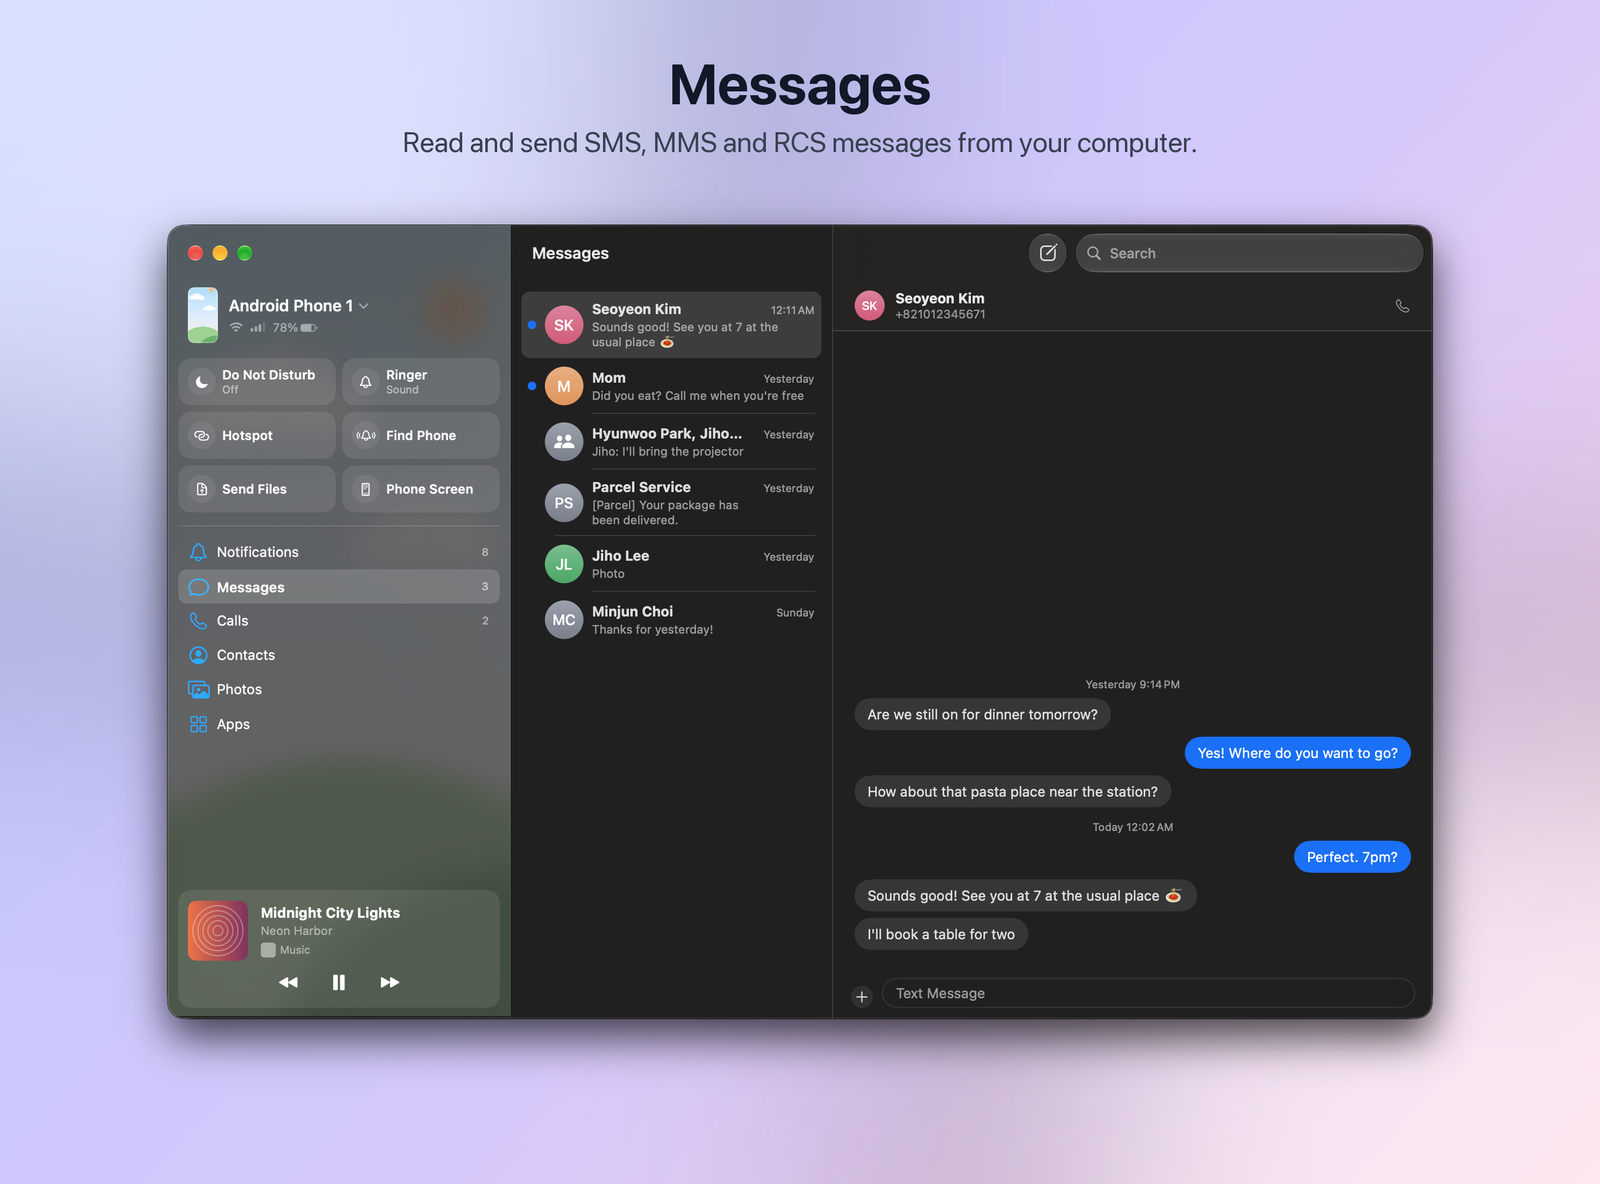 Messages
Read and send SMS, MMS and RCS messages from your computer.
Android Phone 1
78%
Do Not Disturb
Off
Ringer
Sound
Hotspot
Find Phone
Send Files
Phone Screen
Notifications 8
Messages 3
Calls 2
Contacts
Photos
Apps
Midnight City Lights
Neon Harbor
Music
Messages
Seoyeon Kim 12:11 AM
Sounds good! See you at 7 at the
usual place 🍝
Mom Yesterday
Did you eat? Call me when you're free
Hyunwoo Park, Jiho... Yesterday
Jiho: I'll bring the projector
Parcel Service Yesterday
[Parcel] Your package has
been delivered.
Jiho Lee Yesterday
Photo
Minjun Choi Sunday
Thanks for yesterday!
SK
M
PS
JL
MC
Search
SK
Seoyeon Kim
+821012345671
Yesterday 9:14 PM
Are we still on for dinner tomorrow?
Yes! Where do you want to go?
How about that pasta place near the station?
Today 12:02 AM
Perfect. 7pm?
Sounds good! See you at 7 at the usual place 🍝
I'll book a table for two
Text Message